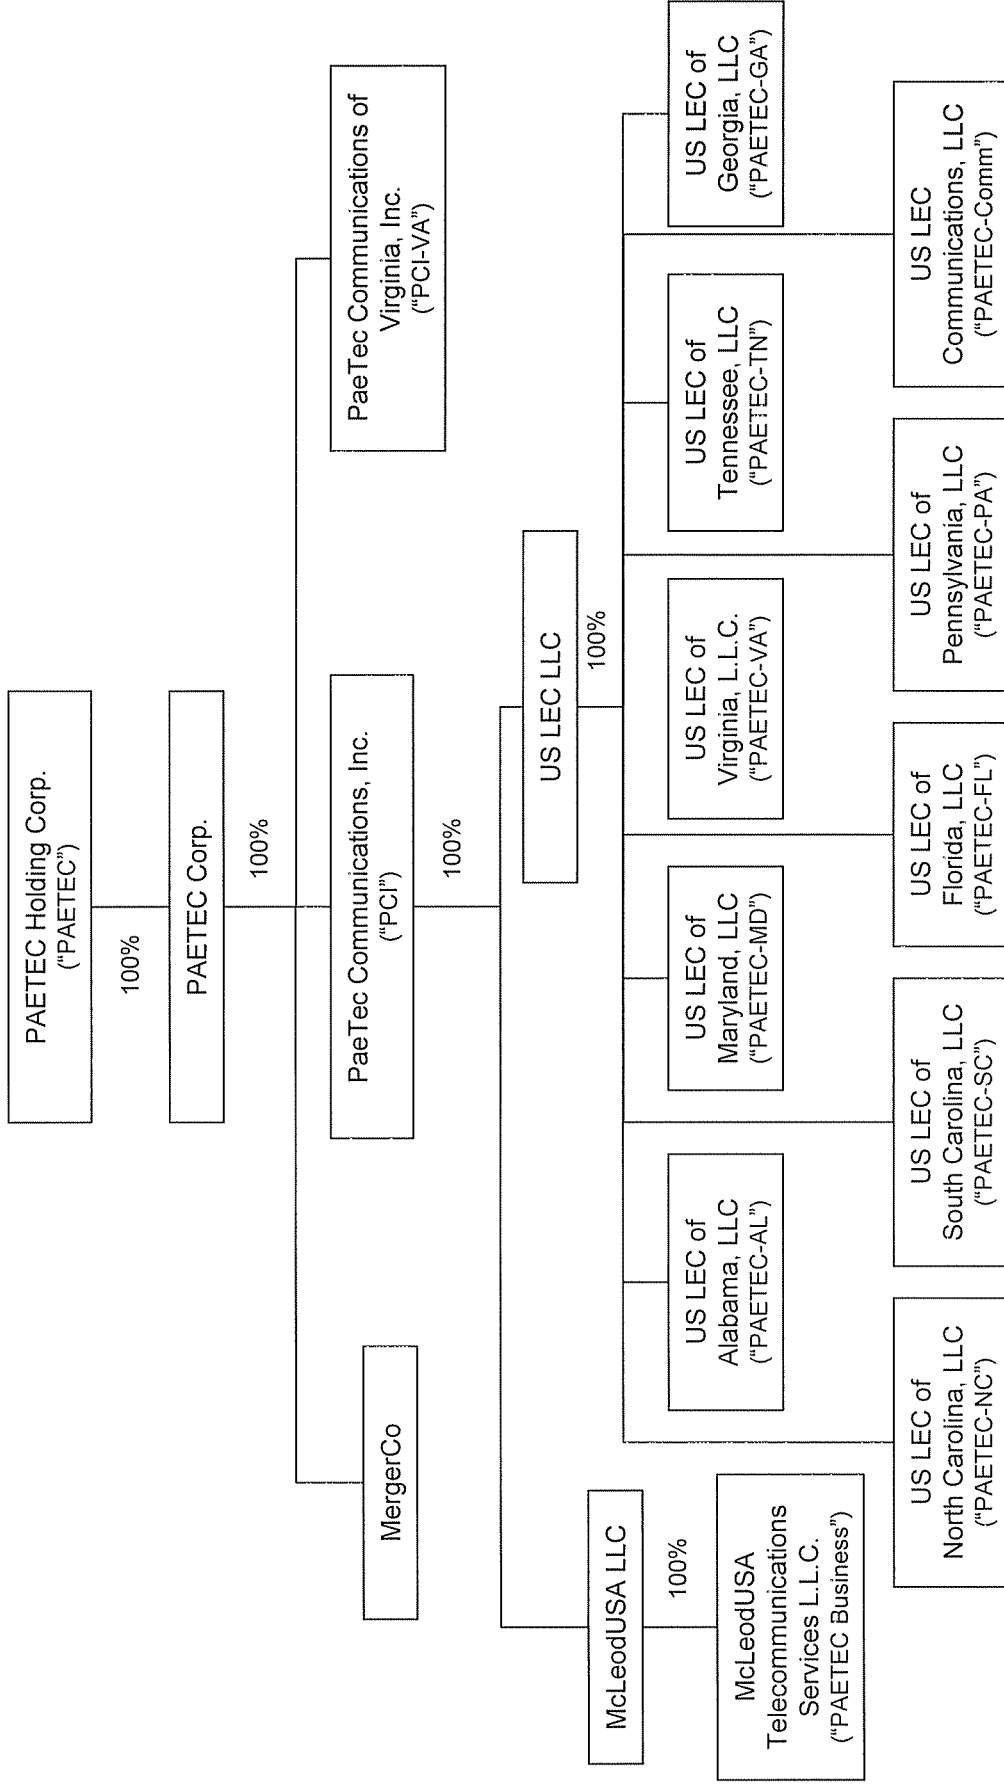 PAETEC Holding Corp.
("PAETEC")
100%
PAETEC Corp.
100%
MergerCo
PaeTec Communications, Inc.
("PCI")
PaeTec Communications of
Virginia, Inc.
("PCI-VA")
100%
McLeodUSA LLC
US LEC LLC
100%
100%
McLeodUSA
Telecommunications
Services L.L.C.
("PAETEC Business")
US LEC of
Alabama, LLC
("PAETEC-AL")
US LEC of
Maryland, LLC
("PAETEC-MD")
US LEC of
Virginia, L.L.C.
("PAETEC-VA")
US LEC of
Tennessee, LLC
("PAETEC-TN")
US LEC of
Georgia, LLC
("PAETEC-GA")
US LEC of
North Carolina, LLC
("PAETEC-NC")
US LEC of
South Carolina, LLC
("PAETEC-SC")
US LEC of
Florida, LLC
("PAETEC-FL")
US LEC of
Pennsylvania, LLC
("PAETEC-PA")
US LEC
Communications, LLC
("PAETEC-Comm")